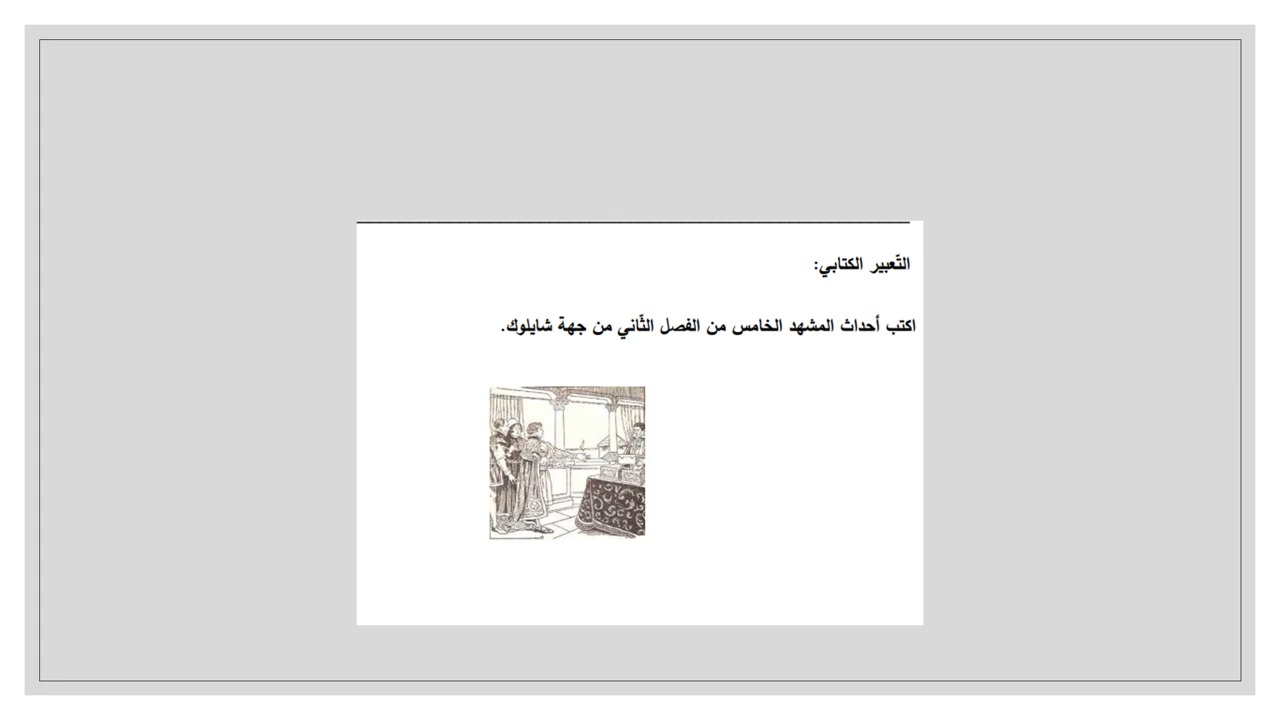 التّعبير الكتابي:
اكتب أحداث المشهد الخامس من الفصل الثّاني من جهة شايلوك.